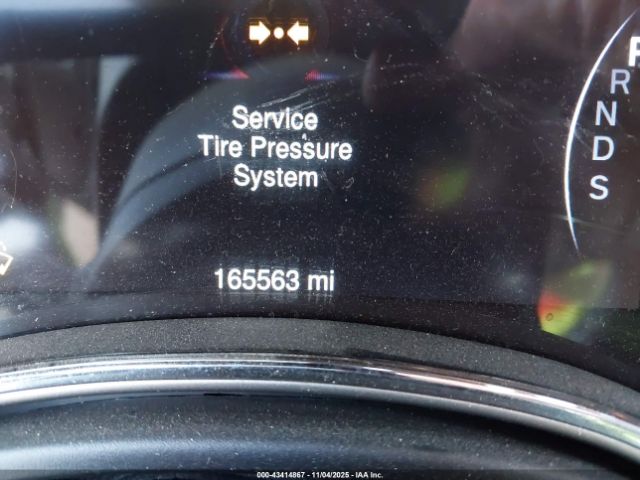 Service
Tire Pressure
System
165563 mi
P
R
N
D
S
000-43414867 - 11/04/2025 - IAA Inc.